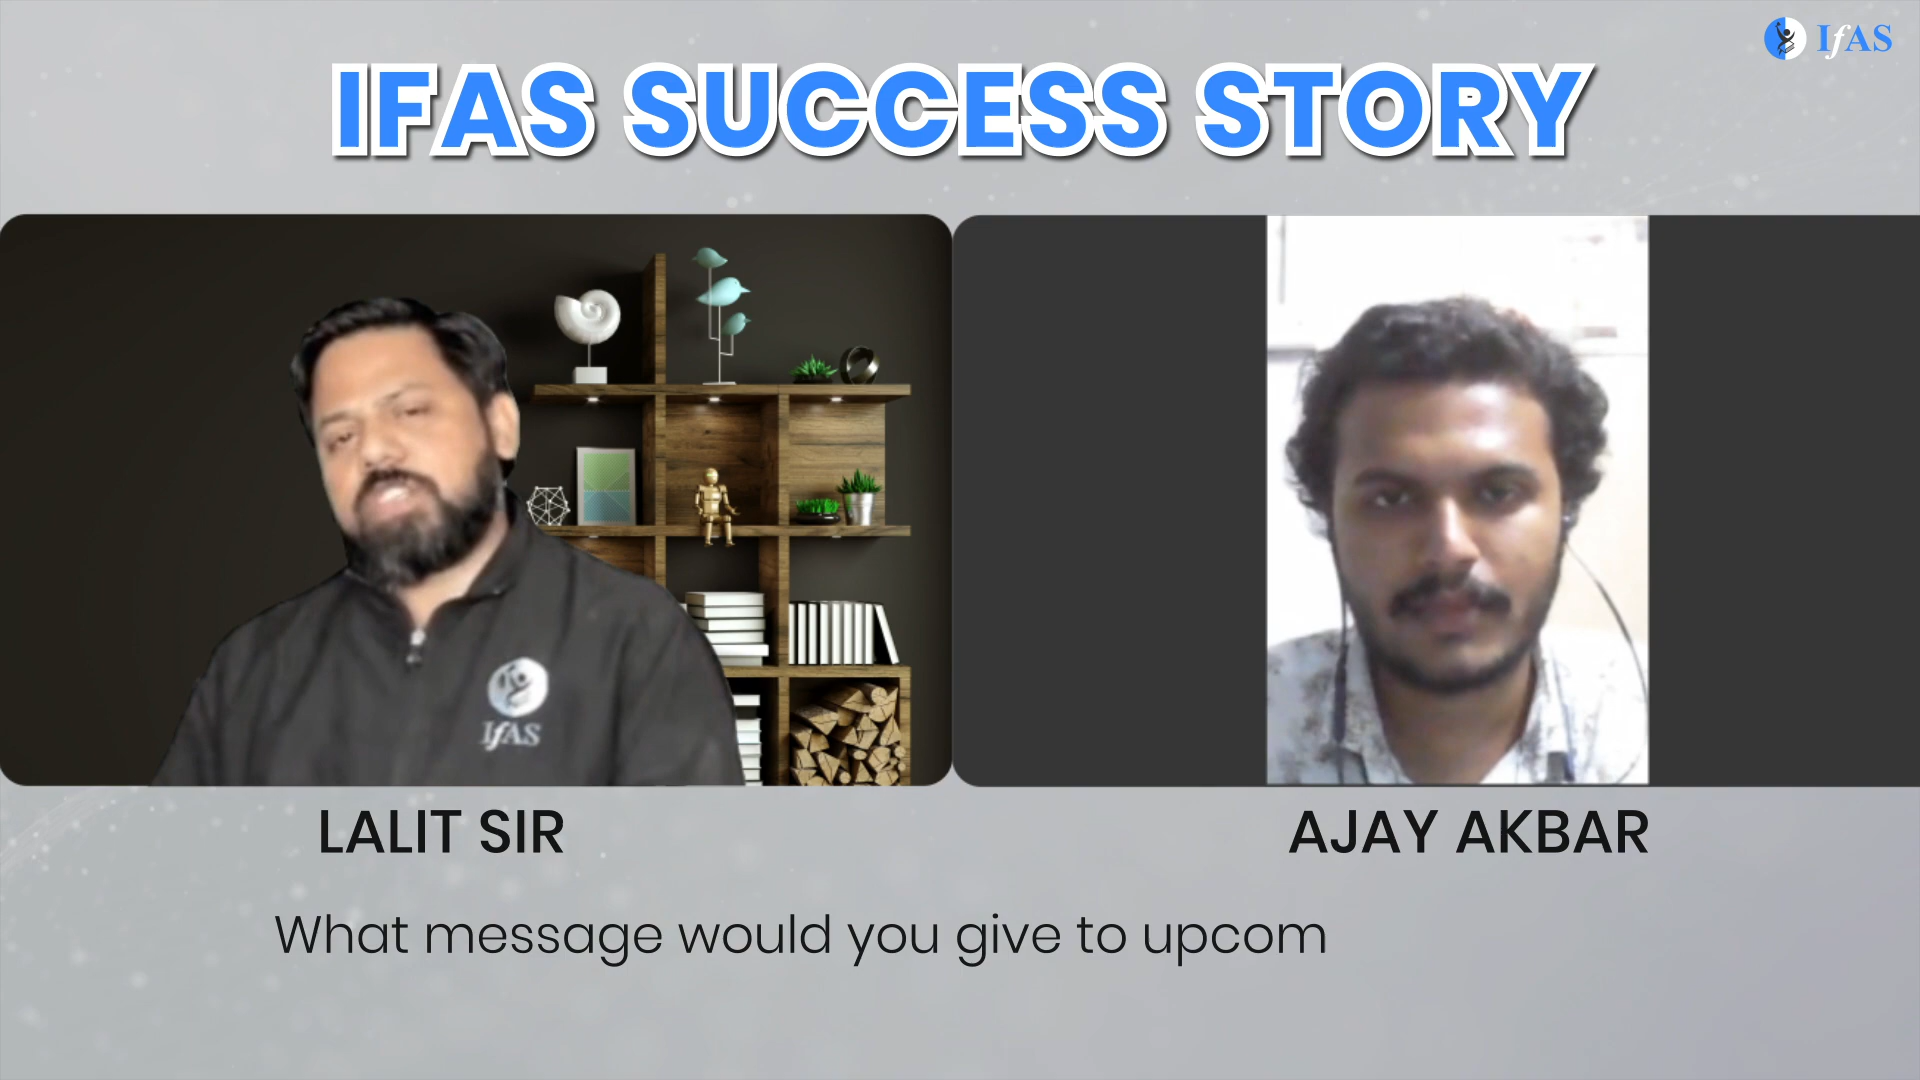 IfAS
IFAS SUCCESS STORY
IfAS
LALIT SIR
AJAY AKBAR
What message would you give to upcom